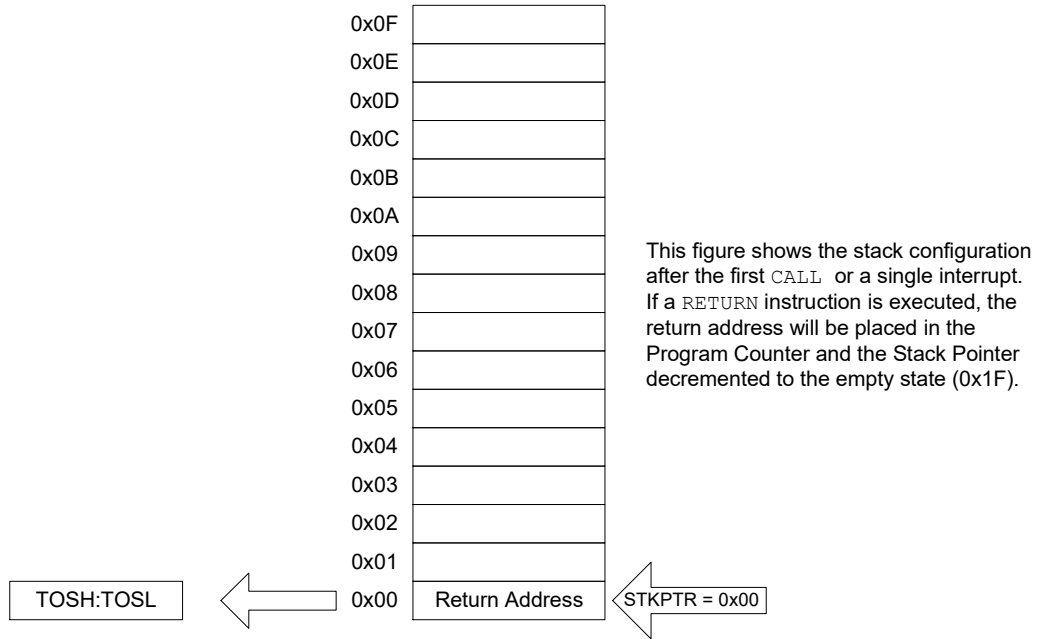 0x0F
0x0E
0x0D
0x0C
0x0B
0x0A
0x09
0x08
0x07
0x06
0x05
0x04
0x03
0x02
0x01
0x00
This figure shows the stack configuration
after the first CALL or a single interrupt.
If a RETURN instruction is executed, the
return address will be placed in the
Program Counter and the Stack Pointer
decremented to the empty state (0x1F).
TOSH:TOSL
Return Address
STKPTR = 0x00